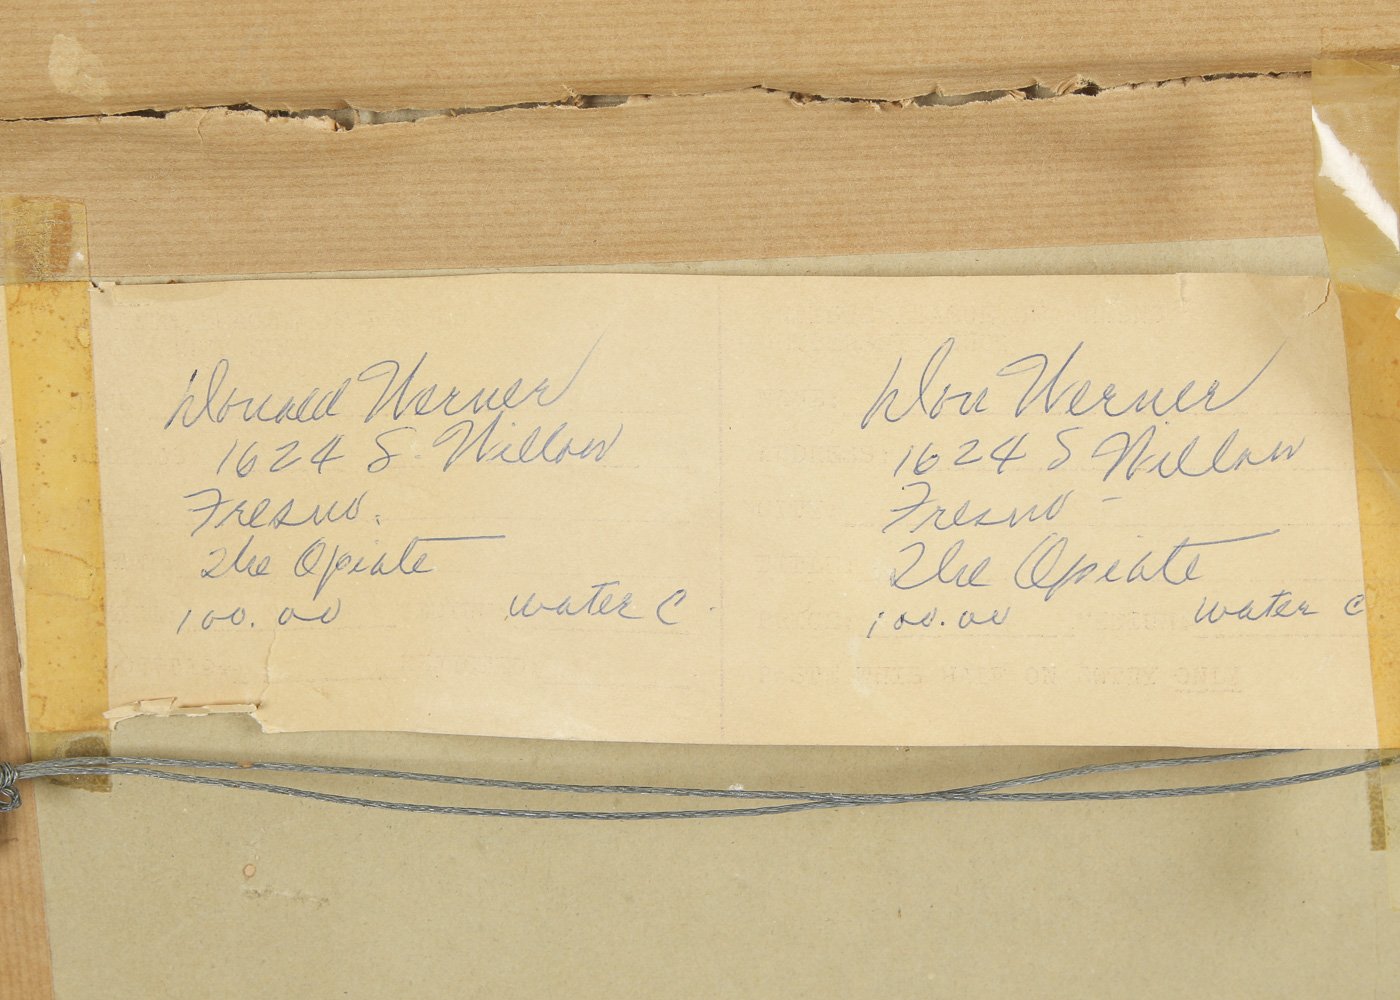 Donald Werner
1624 S. Willow
Fresno.
The Opiate
100.00 water C.
Don Werner
1624 S Willow
Fresno -
The Opiate
100.00 water C